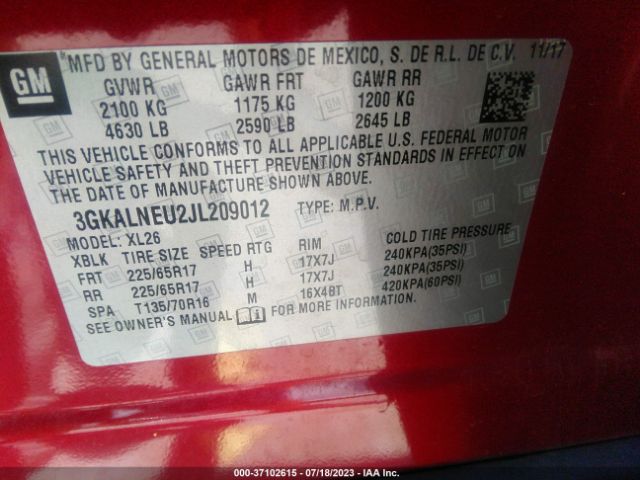 GM
MFD BY GENERAL MOTORS DE MEXICO, S. DE R.L. DE C.V. 11/17
GVWR GAWR FRT GAWR RR
2100 KG 1175 KG 1200 KG
4630 LB 2590 LB 2645 LB
THIS VEHICLE CONFORMS TO ALL APPLICABLE U.S. FEDERAL MOTOR
VEHICLE SAFETY AND THEFT PREVENTION STANDARDS IN EFFECT ON
THE DATE OF MANUFACTURE SHOWN ABOVE.
3GKALNEU2JL209012 TYPE: M.P.V.
MODEL: XL26
XBLK TIRE SIZE SPEED RTG RIM COLD TIRE PRESSURE
FRT 225/65R17 H 17X7J 240KPA(35PSI)
RR 225/65R17 H 17X7J 240KPA(35PSI)
SPA T135/70R16 M 16X4BT 420KPA(60PSI)
SEE OWNER'S MANUAL FOR MORE INFORMATION.
000-37102615 - 07/18/2023 - IAA Inc.